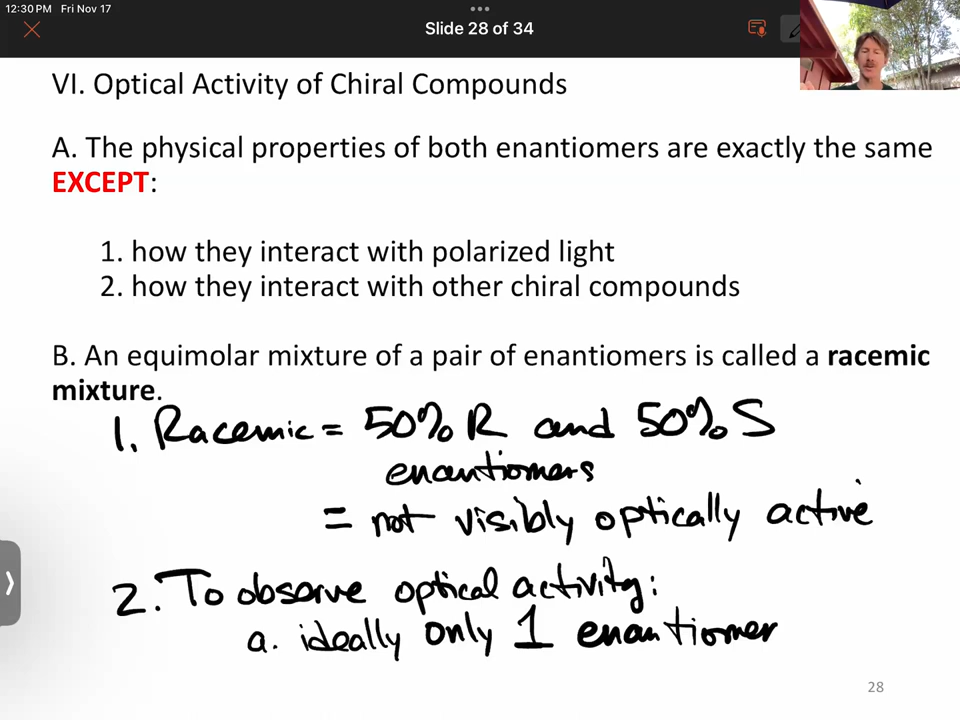 12:30 PM Fri Nov 17
Slide 28 of 34
VI. Optical Activity of Chiral Compounds
A. The physical properties of both enantiomers are exactly the same
EXCEPT:
1. how they interact with polarized light
2. how they interact with other chiral compounds
B. An equimolar mixture of a pair of enantiomers is called a racemic
mixture.
1. Racemic = 50% R and 50% S
enantiomers
= not visibly optically active
2. To observe optical activity:
a. ideally only 1 enantiomer
28